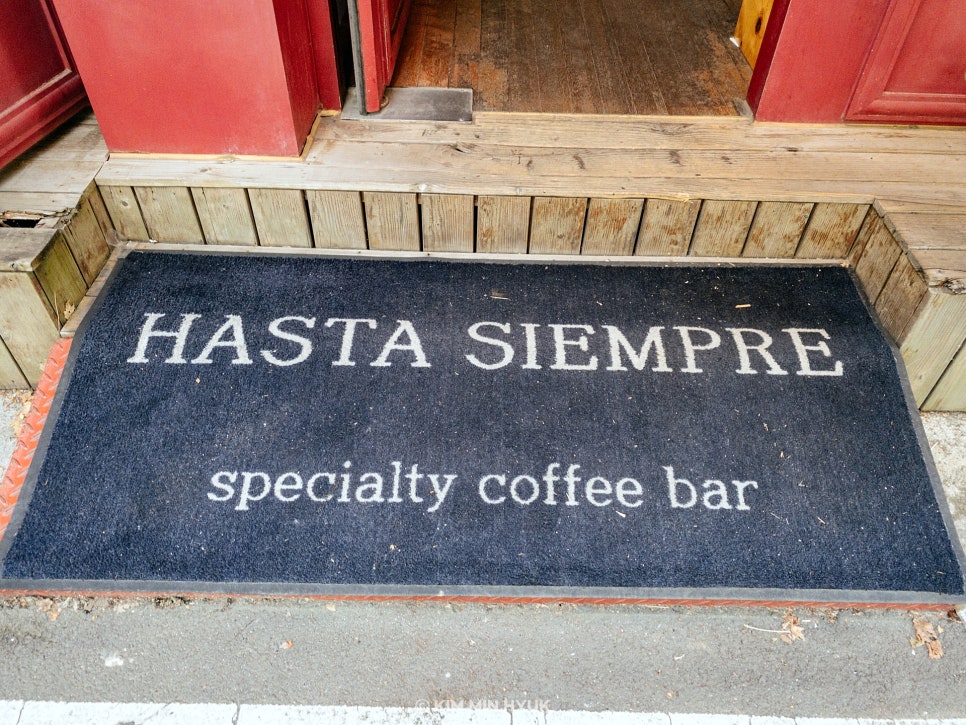 HASTA SIEMPRE
specialty coffee bar
© KIM MIN HYUK